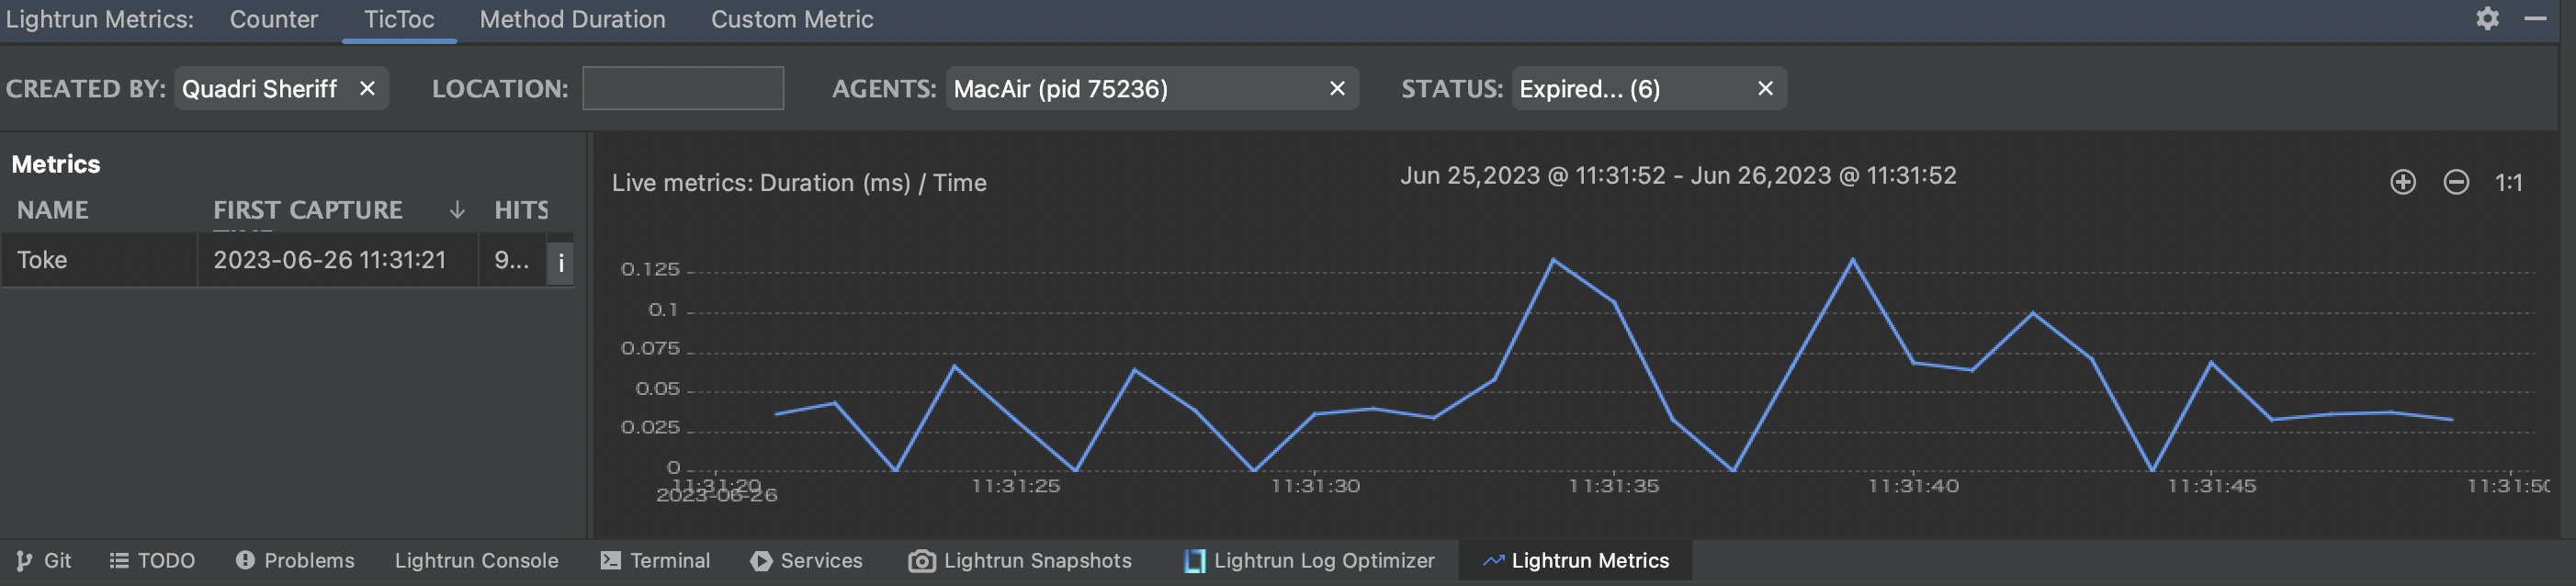 Lightrun Metrics: Counter TicToc Method Duration Custom Metric
CREATED BY: Quadri Sheriff × LOCATION: AGENTS: MacAir (pid 75236) × STATUS: Expired... (6) ×
Metrics
NAME FIRST CAPTURE ↓ HITS
Toke 2023-06-26 11:31:21 9... i
Live metrics: Duration (ms) / Time
Jun 25,2023 @ 11:31:52 - Jun 26,2023 @ 11:31:52
1:1
0.125
0.1
0.075
0.05
0.025
0
11:31:20 11:31:25 11:31:30 11:31:35 11:31:40 11:31:45 11:31:50
2023-06-26
Git TODO Problems Lightrun Console Terminal Services Lightrun Snapshots Lightrun Log Optimizer Lightrun Metrics